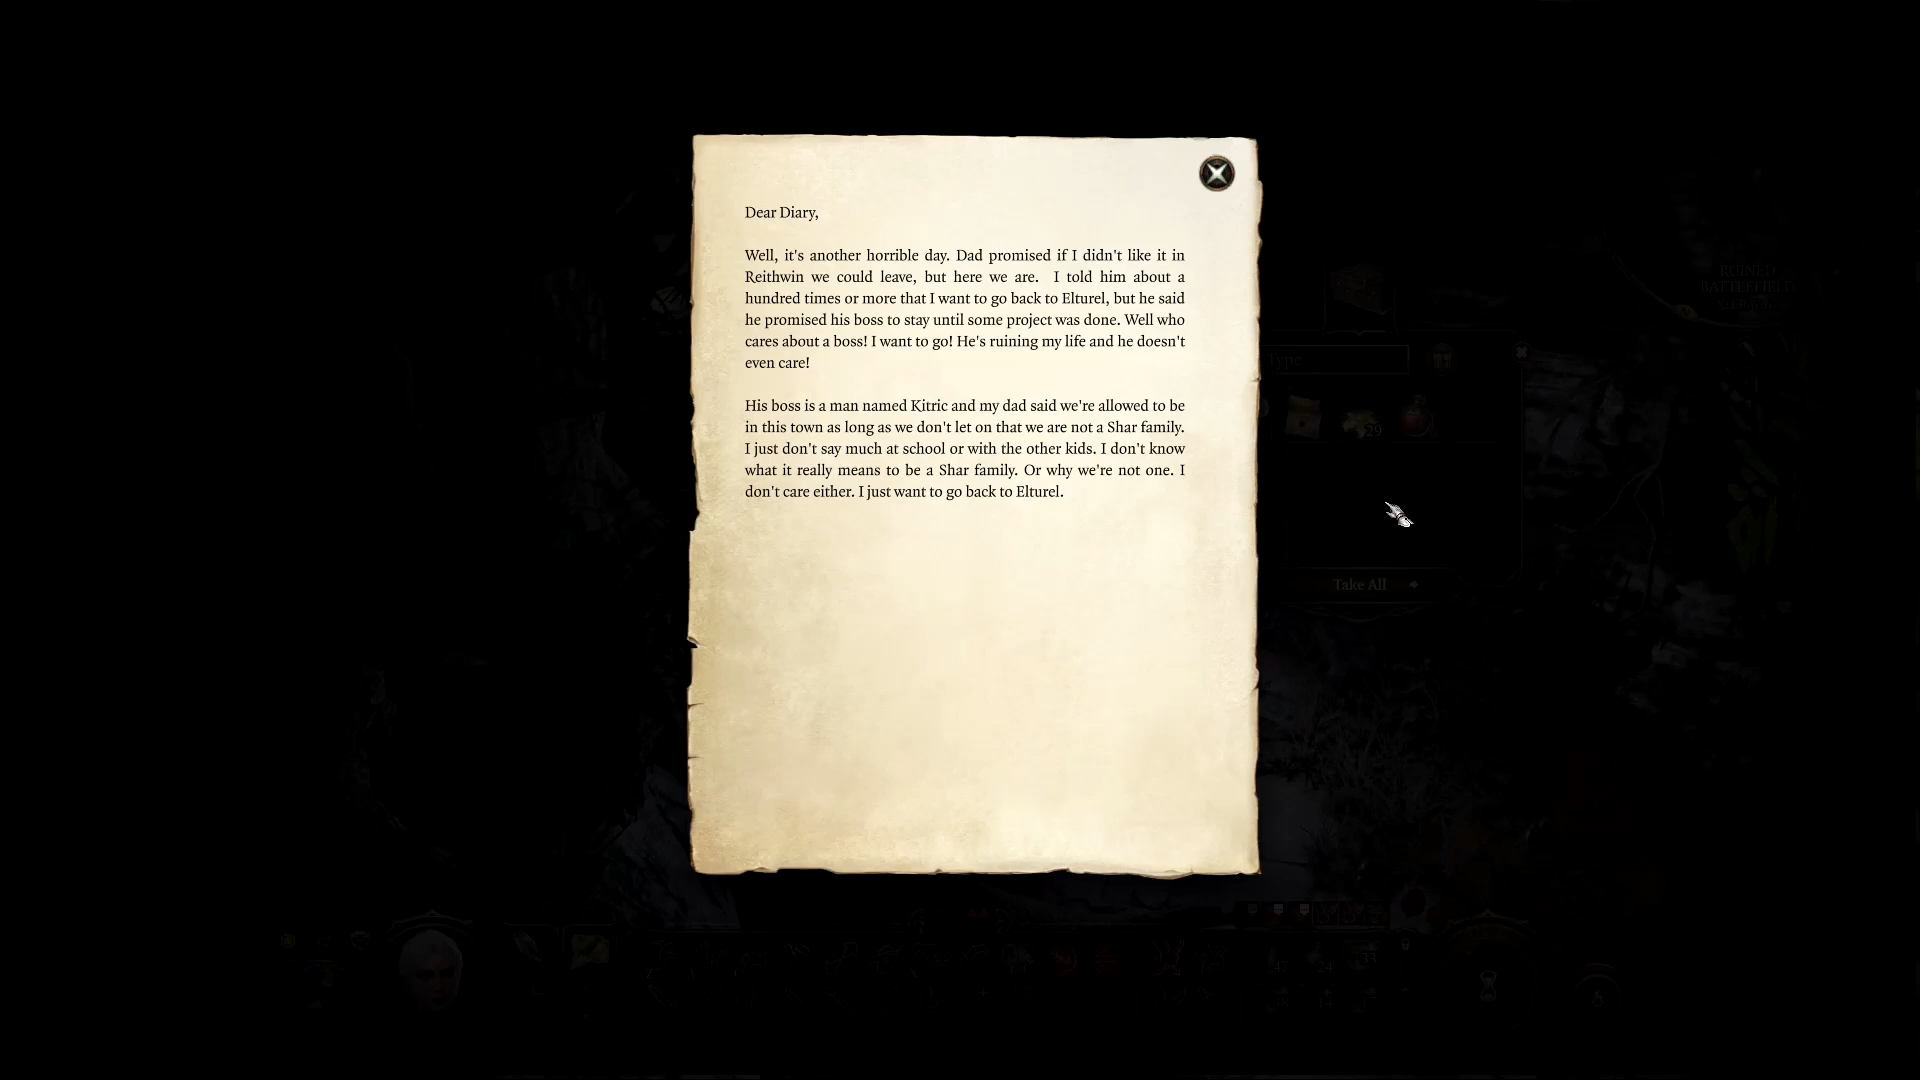 Dear Diary,
Well, it's another horrible day. Dad promised if I didn't like it in
Reithwin we could leave, but here we are.  I told him about a
hundred times or more that I want to go back to Elturel, but he said
he promised his boss to stay until some project was done. Well who
cares about a boss! I want to go! He's ruining my life and he doesn't
even care!
His boss is a man named Kitric and my dad said we're allowed to be
in this town as long as we don't let on that we are not a Shar family.
I just don't say much at school or with the other kids. I don't know
what it really means to be a Shar family. Or why we're not one. I
don't care either. I just want to go back to Elturel.
RUINED
BATTLEFIELD
Type
29
Take All
33